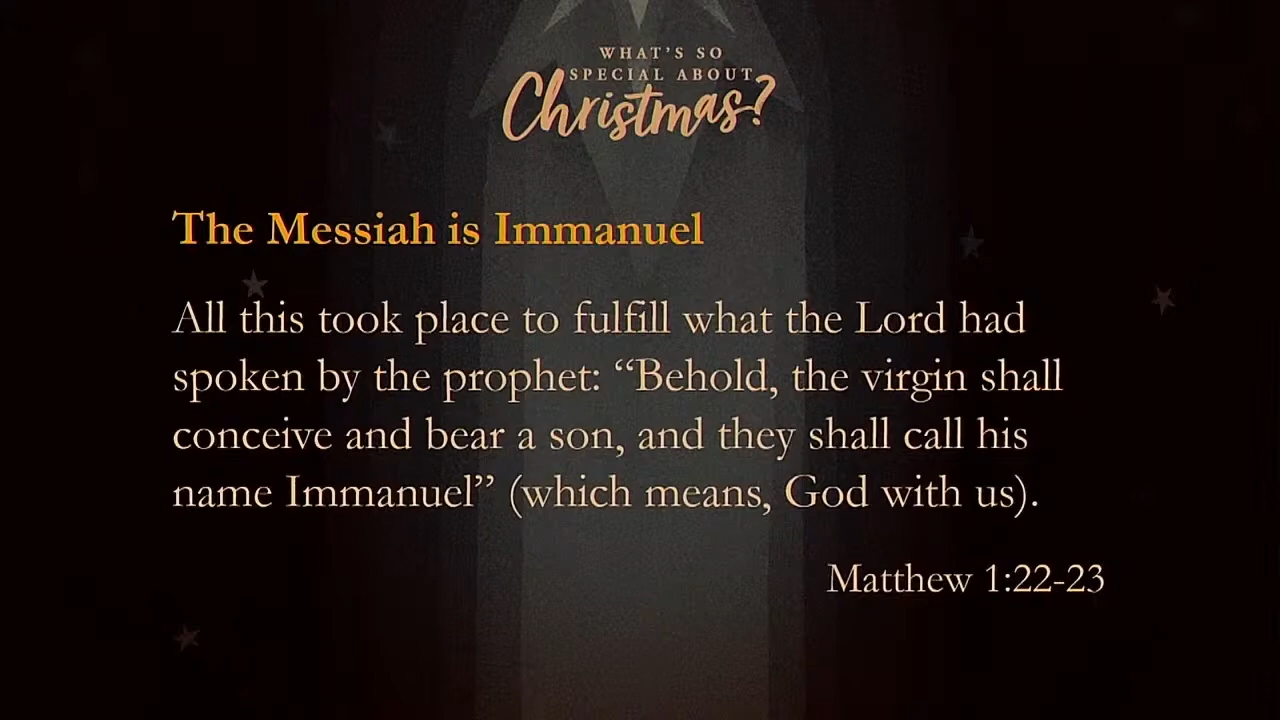 WHAT'S SO
SPECIAL ABOUT
Christmas?
The Messiah is Immanuel
All this took place to fulfill what the Lord had
spoken by the prophet: “Behold, the virgin shall
conceive and bear a son, and they shall call his
name Immanuel” (which means, God with us).
Matthew 1:22-23